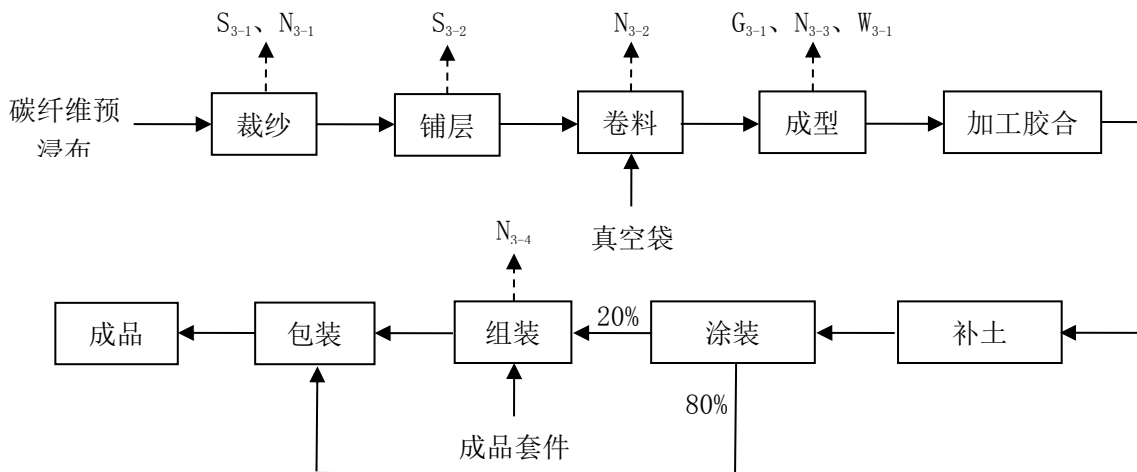 S₃₋₁、N₃₋₁
S₃₋₂
N₃₋₂
G₃₋₁、N₃₋₃、W₃₋₁
碳纤维预
浸布
裁纱
铺层
卷料
成型
加工胶合
真空袋
N₃₋₄
成品
包装
组装
20%
涂装
补土
80%
成品套件